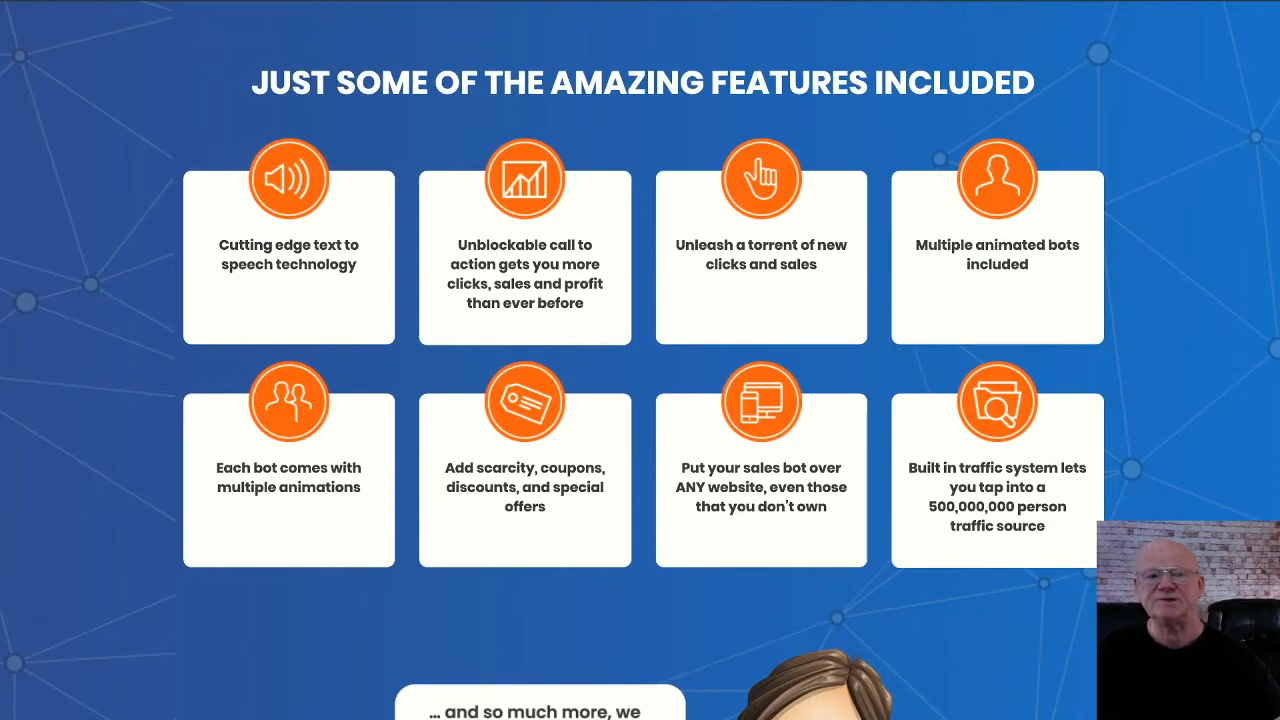 JUST SOME OF THE AMAZING FEATURES INCLUDED
Cutting edge text to
speech technology
Unblockable call to
action gets you more
clicks, sales and profit
than ever before
Unleash a torrent of new
clicks and sales
Multiple animated bots
included
Each bot comes with
multiple animations
Add scarcity, coupons,
discounts, and special
offers
Put your sales bot over
ANY website, even those
that you don't own
Built in traffic system lets
you tap into a
500,000,000 person
traffic source
... and so much more, we